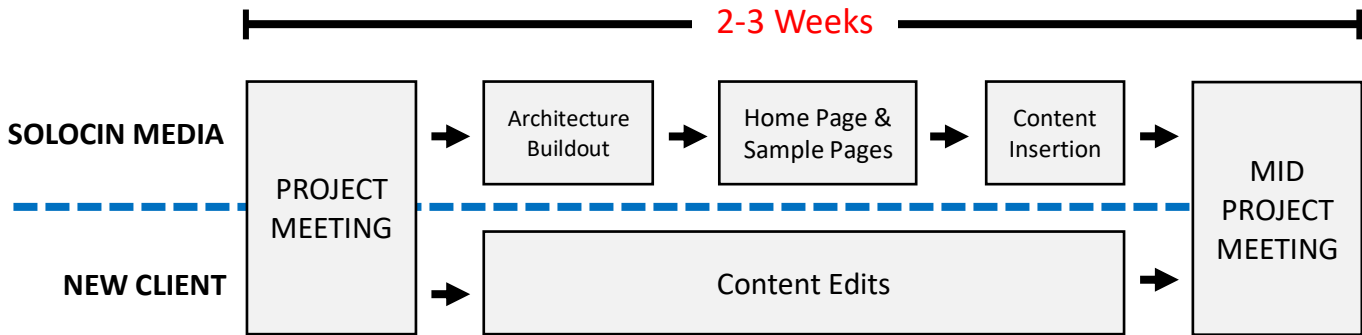 2-3 Weeks
SOLOCIN MEDIA
PROJECT
MEETING
Architecture
Buildout
Home Page &
Sample Pages
Content
Insertion
MID
PROJECT
MEETING
NEW CLIENT
Content Edits